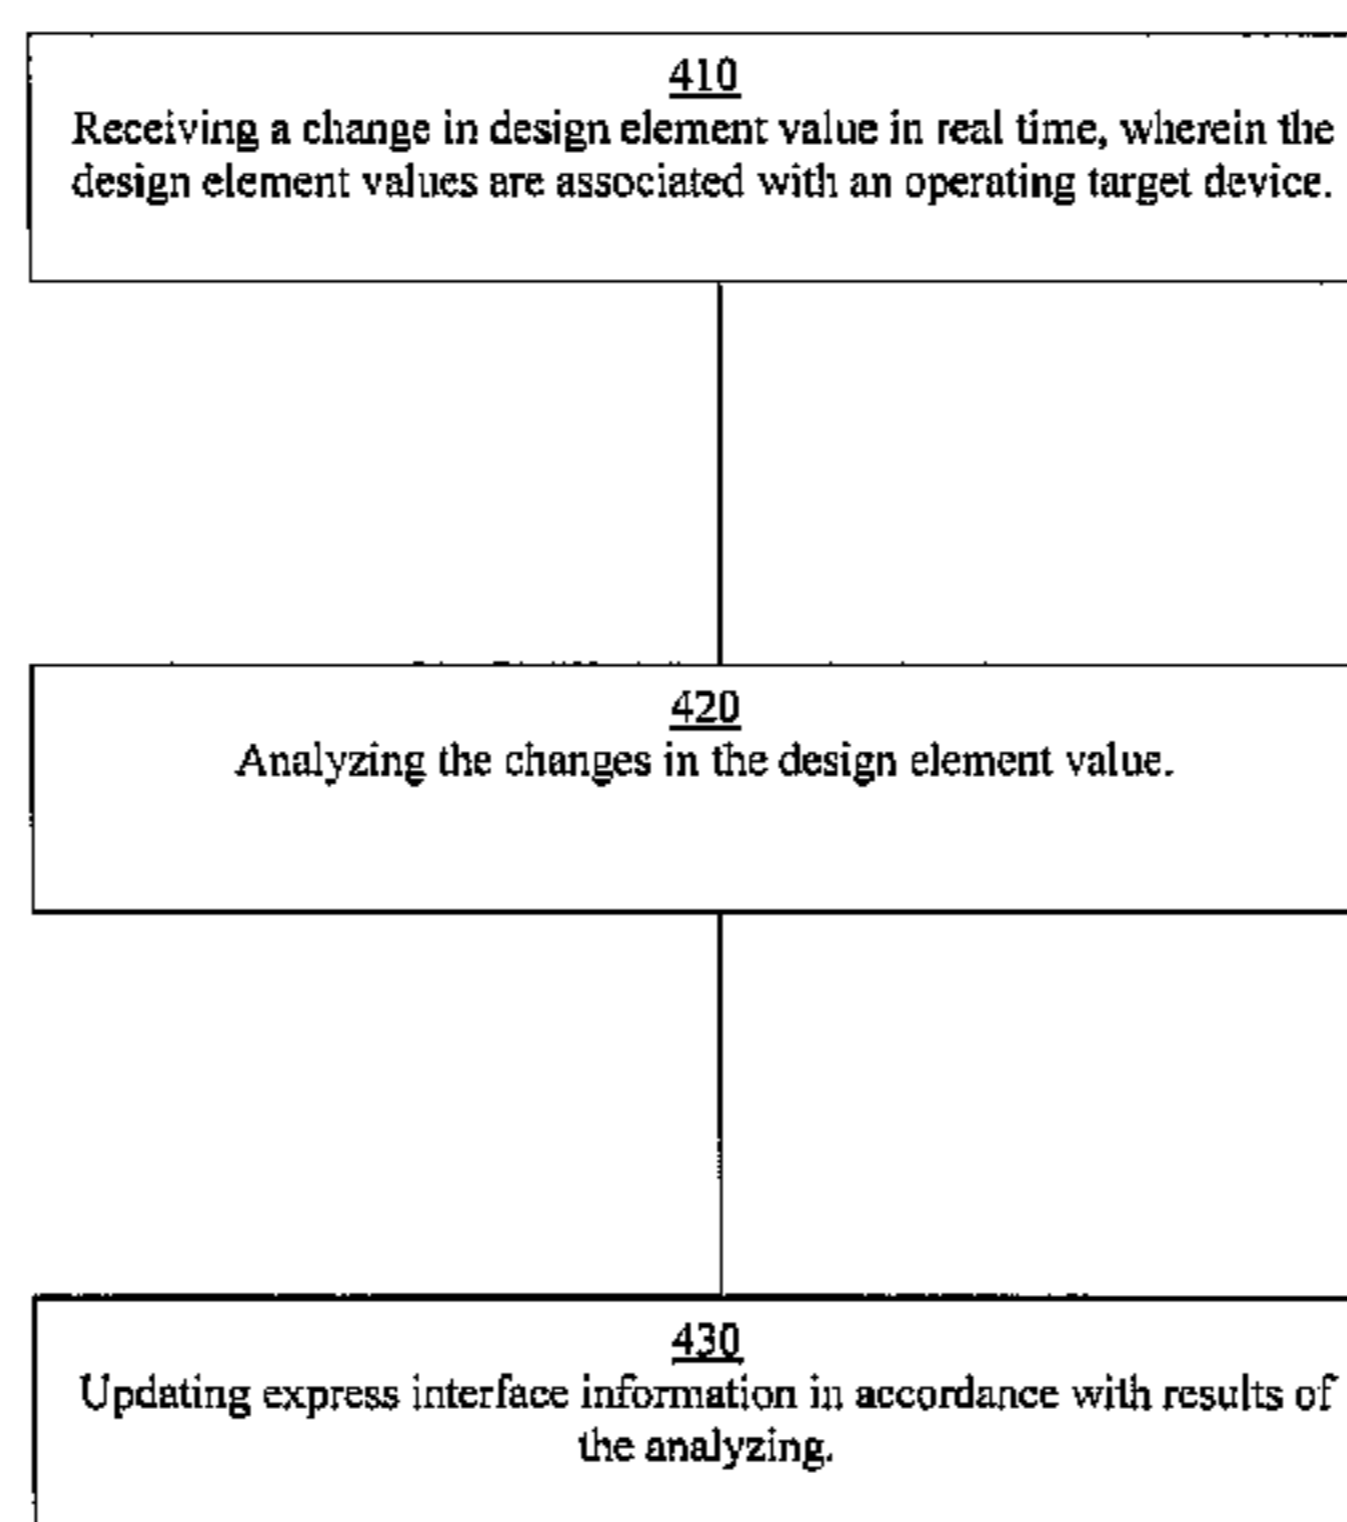 410
Receiving a change in design element value in real time, wherein the
design element values are associated with an operating target device.
420
Analyzing the changes in the design element value.
430
Updating express interface information in accordance with results of
the analyzing.